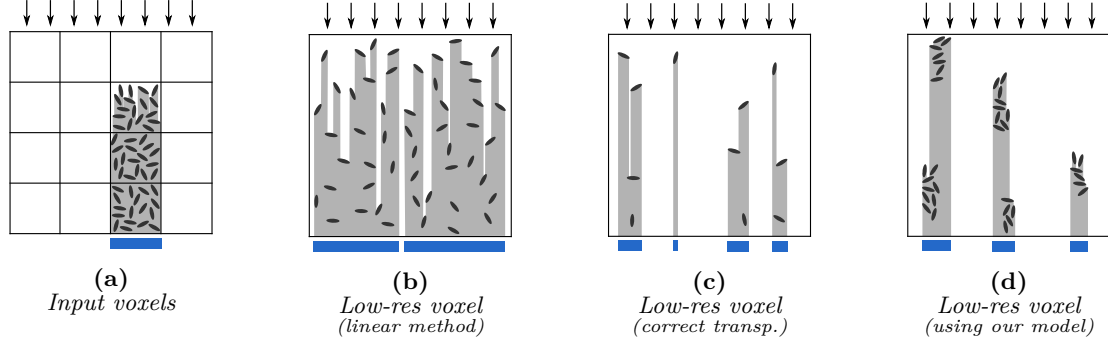 (a)
Input voxels
(b)
Low-res voxel
(linear method)
(c)
Low-res voxel
(correct transp.)
(d)
Low-res voxel
(using our model)